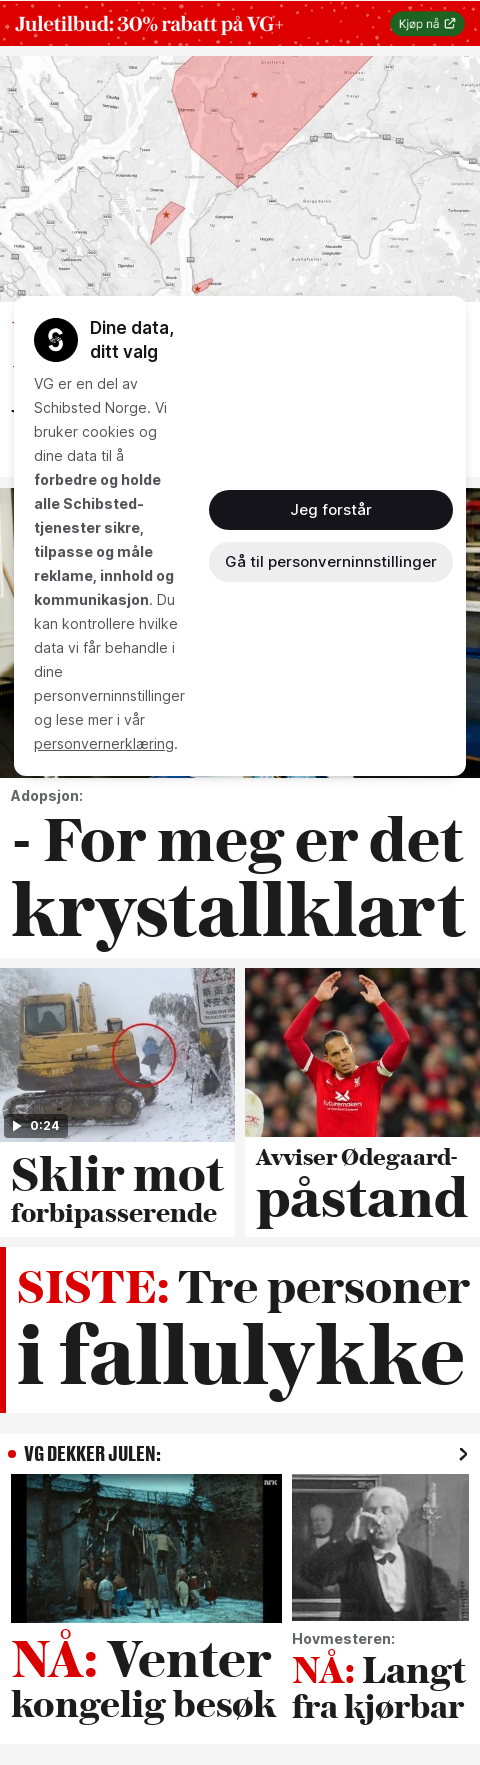 Juletilbud: 30% rabatt på VG+
Kjøp nå
Dine data,
ditt valg
VG er en del av
Schibsted Norge. Vi
bruker cookies og
dine data til å
forbedre og holde
alle Schibsted-
tjenester sikre,
tilpasse og måle
reklame, innhold og
kommunikasjon. Du
kan kontrollere hvilke
data vi får behandle i
dine
personverninnstillinger
og lese mer i vår
personvernerklæring.
Jeg forstår
Gå til personverninnstillinger
Adopsjon:
- For meg er det
krystallklart
0:24
Sklir mot
forbipasserende
Futuremakers
Avviser Ødegaard-
påstand
SISTE: Tre personer
i fallulykke
VG DEKKER JULEN:
NRK
NÅ: Venter
kongelig besøk
Hovmesteren:
NÅ: Langt
fra kjørbar